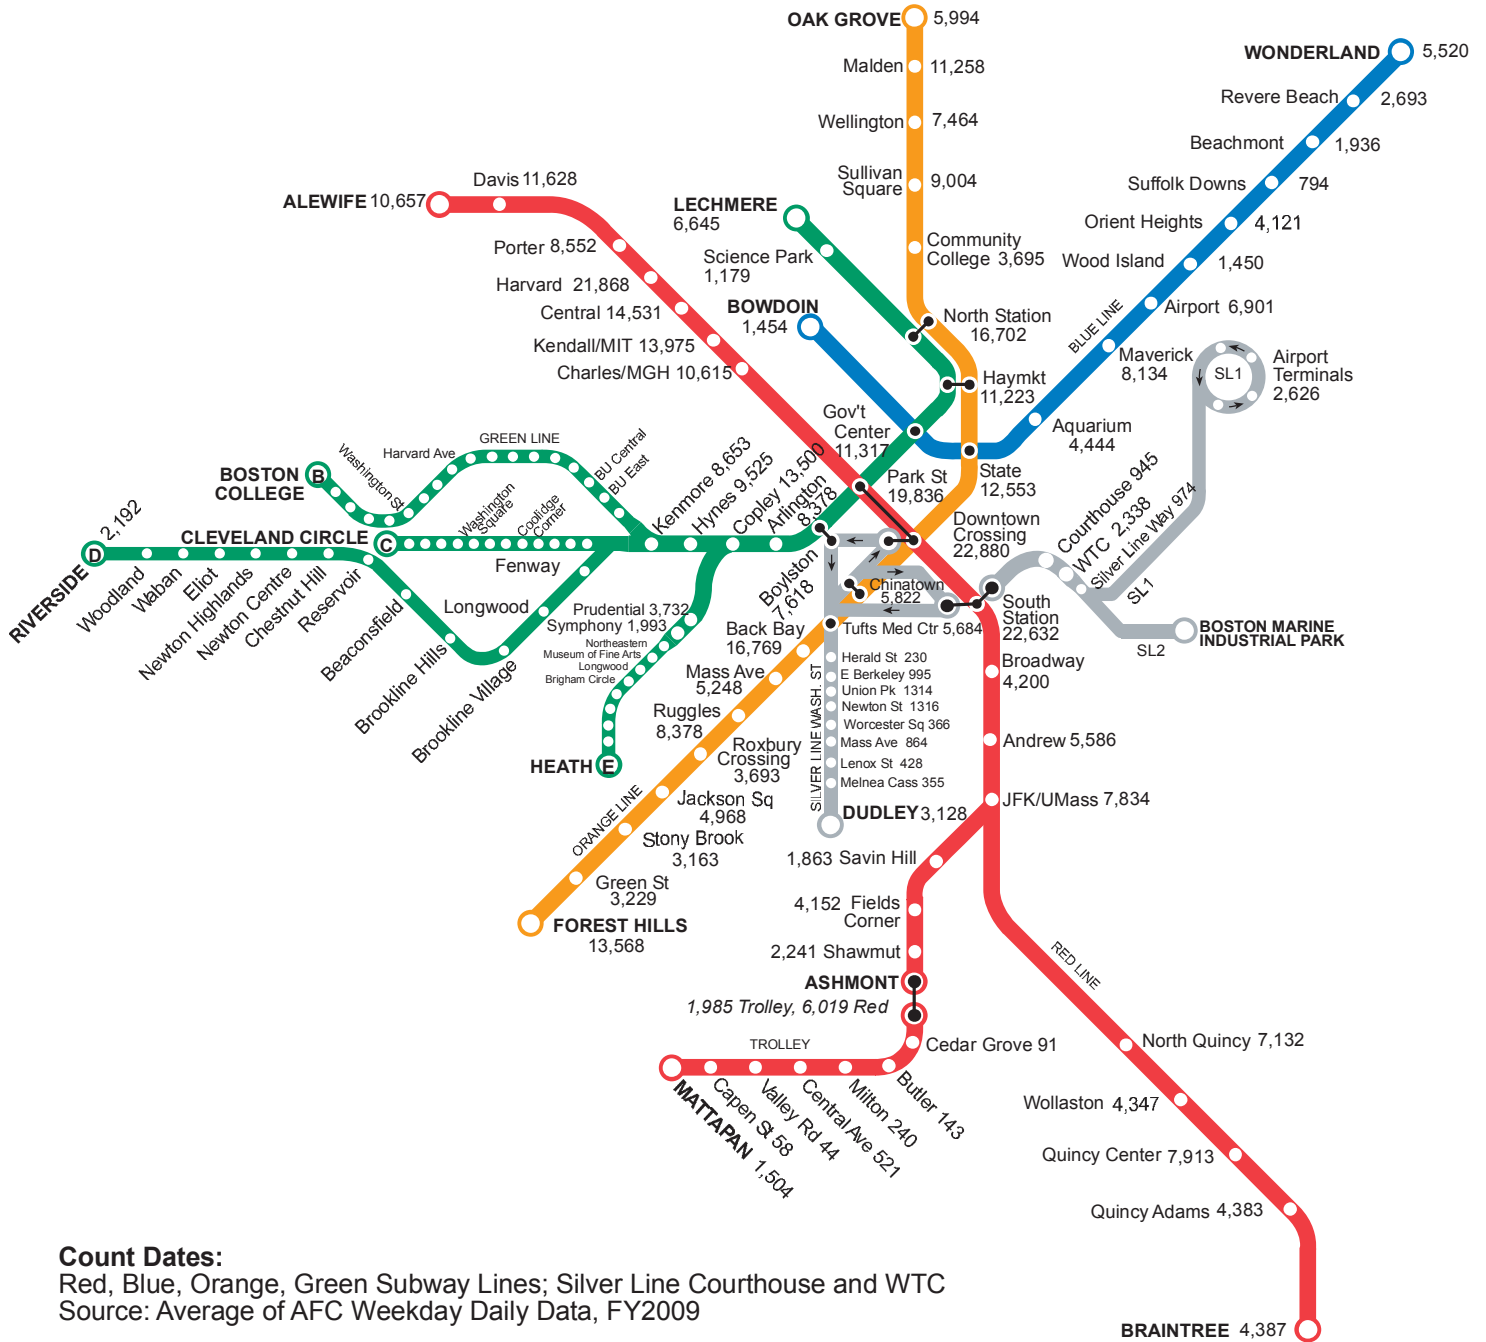 OAK GROVE 5,994
Malden 11,258
Wellington 7,464
Sullivan
Square 9,004
Community
College 3,695
North Station
16,702
Haymkt
11,223
WONDERLAND 5,520
Revere Beach 2,693
Beachmont 1,936
Suffolk Downs 794
Orient Heights 4,121
Wood Island 1,450
Airport 6,901
BLUE LINE
Maverick
8,134
Aquarium
4,444
SL1
Airport
Terminals
2,626
ALEWIFE 10,657
Davis 11,628
Porter 8,552
Harvard 21,868
Central 14,531
Kendall/MIT 13,975
Charles/MGH 10,615
LECHMERE
6,645
Science Park
1,179
BOWDOIN
1,454
Gov't
Center
11,317
Park St
19,836
State
12,553
Downtown
Crossing
22,880
GREEN LINE
B
BOSTON
COLLEGE
Washington St
Harvard Ave
BU Central
BU East
C
CLEVELAND CIRCLE
Washington
Square
Coolidge
Corner
D
RIVERSIDE 2,192
Woodland
Waban
Eliot
Newton Highlands
Newton Centre
Chestnut Hill
Reservoir
Beaconsfield
Brookline Hills
Brookline Village
Longwood
Fenway
Kenmore 8,653
Hynes 9,525
Copley 13,500
Arlington
8,378
Boylston
7,618
Prudential 3,732
Symphony 1,993
Northeastern
Museum of Fine Arts
Longwood
Brigham Circle
HEATH E
Chinatown
5,822
Tufts Med Ctr 5,684
Back Bay
16,769
Mass Ave
5,248
Ruggles
8,378
Roxbury
Crossing
3,693
Jackson Sq
4,968
Stony Brook
3,163
Green St
3,229
FOREST HILLS
13,568
ORANGE LINE
SILVER LINE WASH. ST
Herald St 230
E Berkeley 995
Union Pk 1314
Newton St 1316
Worcester Sq 366
Mass Ave 864
Lenox St 428
Melnea Cass 355
DUDLEY 3,128
Courthouse 945
WTC 2,338
Silver Line Way 974
SL1
SL2
BOSTON MARINE
INDUSTRIAL PARK
South
Station
22,632
Broadway
4,200
Andrew 5,586
JFK/UMass 7,834
1,863 Savin Hill
4,152 Fields
Corner
2,241 Shawmut
ASHMONT
1,985 Trolley, 6,019 Red
TROLLEY
Cedar Grove 91
Butler 143
Milton 240
Central Ave 521
Valley Rd 44
Capen St 58
MATTAPAN 1,504
RED LINE
North Quincy 7,132
Wollaston 4,347
Quincy Center 7,913
Quincy Adams 4,383
BRAINTREE 4,387
Count Dates:
Red, Blue, Orange, Green Subway Lines; Silver Line Courthouse and WTC
Source: Average of AFC Weekday Daily Data, FY2009